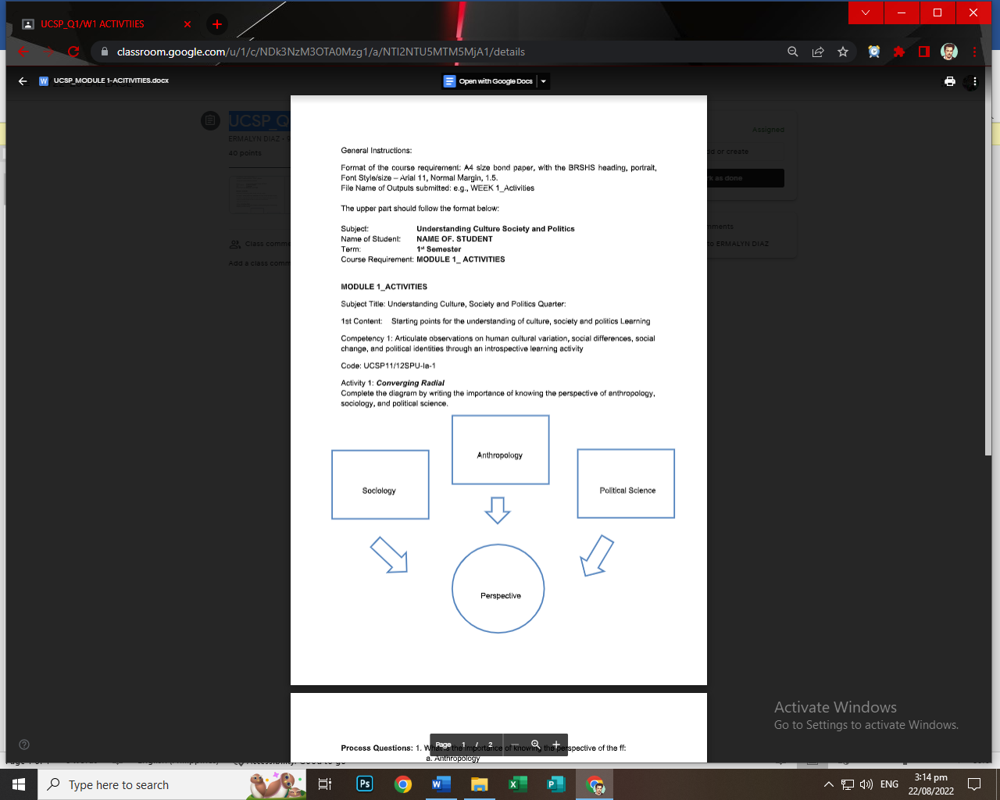 UCSP_Q1/W1 ACTIVTIIES
classroom.google.com/u/1/c/NDk3NzM3OTA0Mzg1/a/NTI2NTU5MTM5MjA1/details
UCSP_MODULE 1-ACITIVITIES.docx
Open with Google Docs
UCSP_Q
ERMALYN DIAZ
40 points
Assigned
dd or create
k as done
Class comme
Add a class comm
mments
to ERMALYN DIAZ
General Instructions:
Format of the course requirement: A4 size bond paper, with the BRSHS heading, portrait,
Font Style/size – Arial 11, Normal Margin, 1.5.
File Name of Outputs submitted: e.g., WEEK 1_Activities
The upper part should follow the format below:
Subject: Understanding Culture Society and Politics
Name of Student: NAME OF. STUDENT
Term: 1st Semester
Course Requirement: MODULE 1_ ACTIVITIES
MODULE 1_ACTIVITIES
Subject Title: Understanding Culture, Society and Politics Quarter:
1st Content: Starting points for the understanding of culture, society and politics Learning
Competency 1: Articulate observations on human cultural variation, social differences, social
change, and political identities through an introspective learning activity
Code: UCSP11/12SPU-Ia-1
Activity 1: Converging Radial
Complete the diagram by writing the importance of knowing the perspective of anthropology,
sociology, and political science.
Anthropology
Sociology
Political Science
Perspective
Activate Windows
Go to Settings to activate Windows.
Page 1 / 2
Process Questions: 1. What is the importance of knowing the perspective of the ff:
a. Anthropology
Type here to search
ENG
3:14 pm
22/08/2022